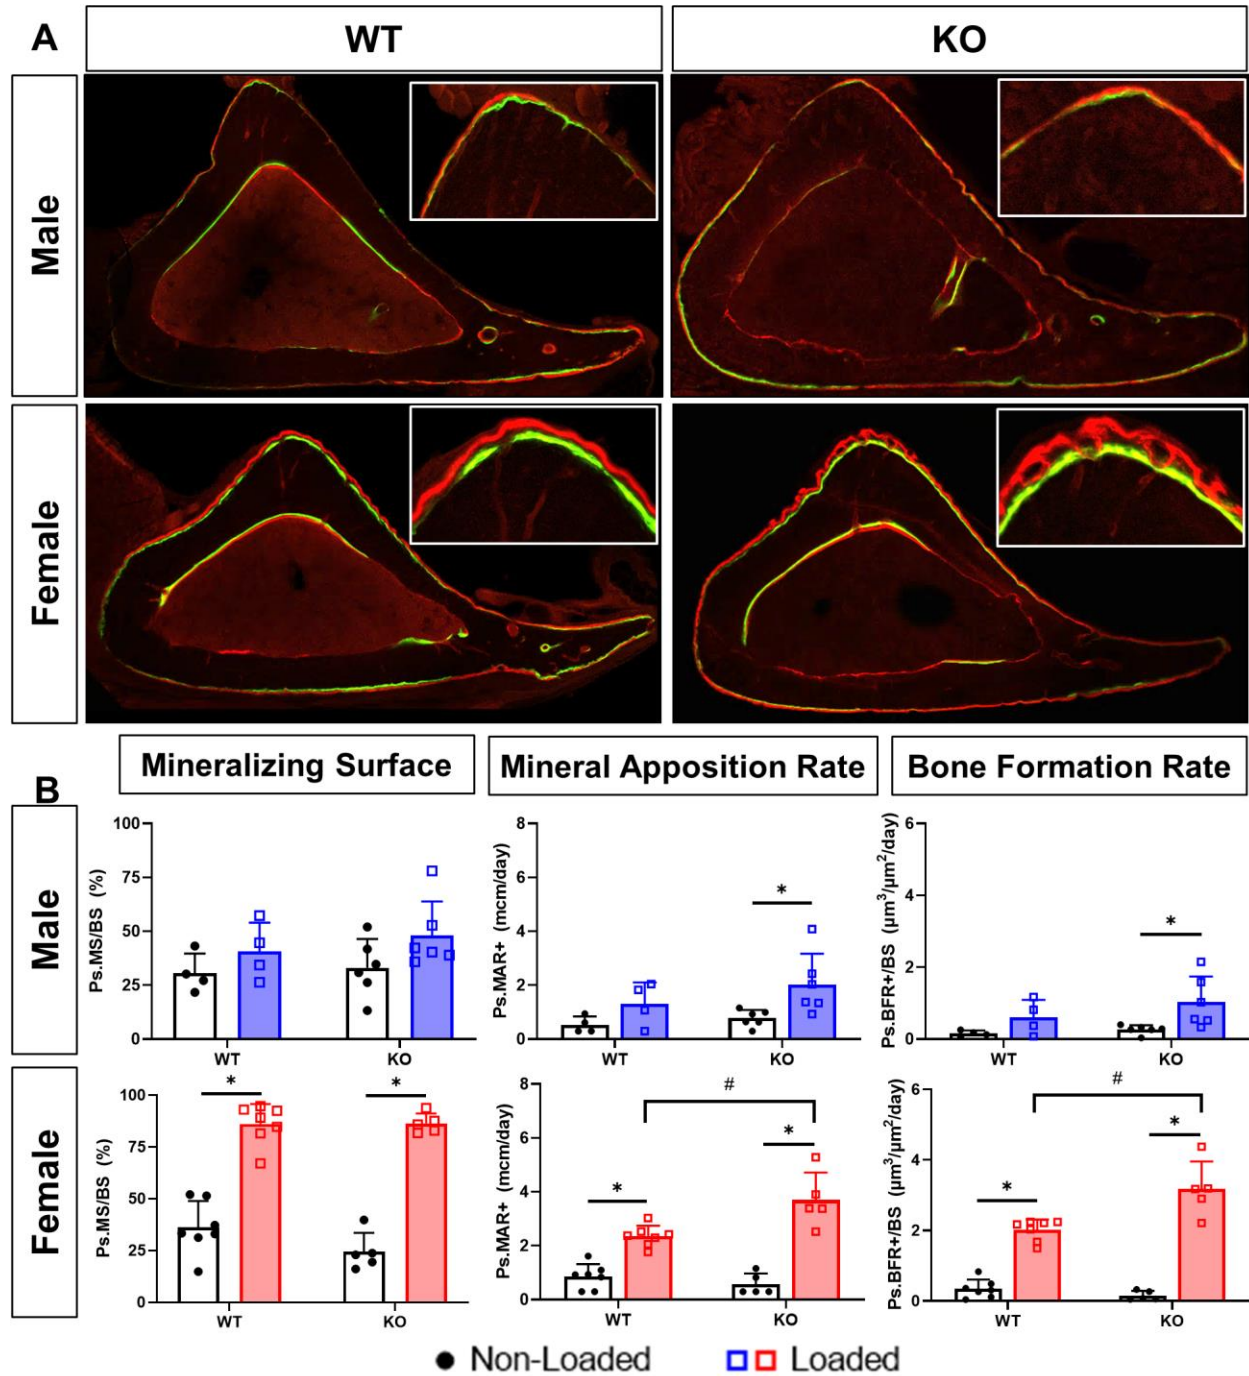 A
WT
KO
Male
Female
B
Mineralizing Surface
Mineral Apposition Rate
Bone Formation Rate
Male
Ps.MS/BS (%)
100
75
50
25
0
WT
KO
Ps.MAR+ (mcm/day)
8
6
4
2
0
*
WT
KO
Ps.BFR+/BS (µm³/µm²/day)
6
4
2
0
*
WT
KO
Female
Ps.MS/BS (%)
100
75
50
25
0
*
*
WT
KO
Ps.MAR+ (mcm/day)
8
6
4
2
0
#
*
*
WT
KO
Ps.BFR+/BS (µm³/µm²/day)
6
4
2
0
#
*
*
WT
KO
Non-Loaded
Loaded